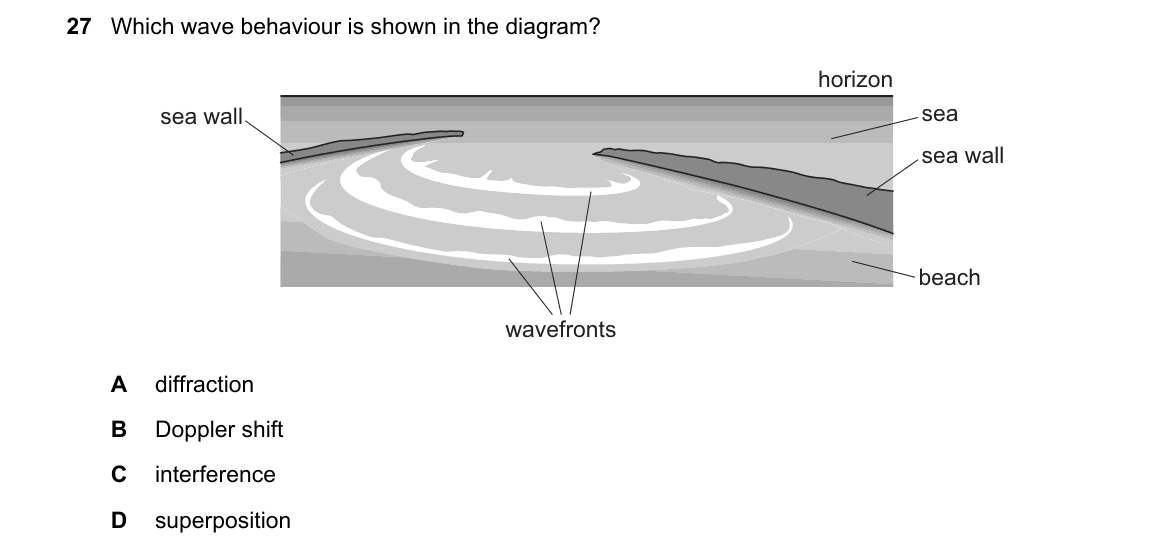 27 Which wave behaviour is shown in the diagram?
horizon
sea wall
sea
sea wall
beach
wavefronts
A diffraction
B Doppler shift
C interference
D superposition